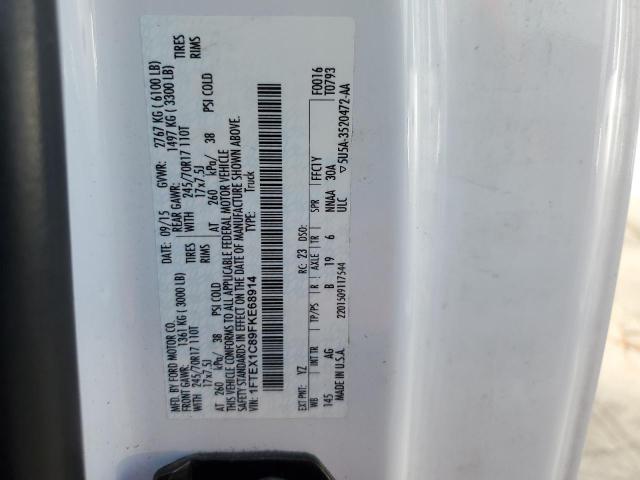 MFD. BY FORD MOTOR CO.
DATE: 09/15 GVWR: 2767 KG ( 6100 LB)
FRONT GAWR: 1361 KG ( 3000 LB) REAR GAWR: 1497 KG ( 3300 LB)
WITH 245/70R17 110T TIRES WITH 245/70R17 110T TIRES
17x7.5J RIMS 17x7.5J RIMS
AT 260 kPa/ 38 PSI COLD AT 260 kPa/ 38 PSI COLD
THIS VEHICLE CONFORMS TO ALL APPLICABLE FEDERAL MOTOR VEHICLE
SAFETY STANDARDS IN EFFECT ON THE DATE OF MANUFACTURE SHOWN ABOVE.
VIN: 1FTEX1C89FKE68914 TYPE: Truck
F0016
T0793
EXT PNT: YZ RC: 23 DSO:
WB INT TR TP/PS R AXLE TR SPR FFC1Y
145 AG B 19 6 NNAA 30A
MADE IN U.S.A. ULC ▽5U5A-3520472-AA
2201509117544